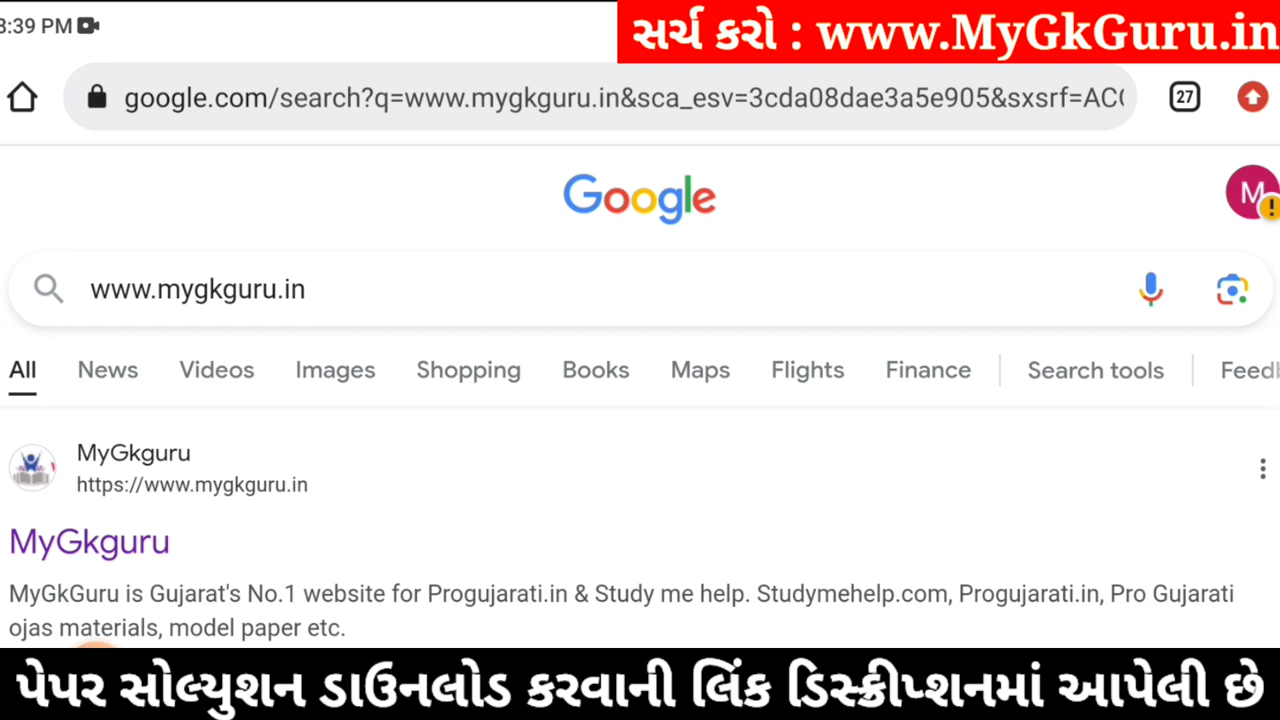 8:39 PM
સર્ચ કરો : www.MyGkGuru.in
google.com/search?q=www.mygkguru.in&sca_esv=3cda08dae3a5e905&sxsrf=AC
27
Google
M
www.mygkguru.in
All News Videos Images Shopping Books Maps Flights Finance Search tools
MyGkguru
https://www.mygkguru.in
MyGkguru
MyGkGuru is Gujarat's No.1 website for Progujarati.in & Study me help. Studymehelp.com, Progujarati.in, Pro Gujarati
ojas materials, model paper etc.
પેપર સોલ્યુશન ડાઉનલોડ કરવાની લિંક ડિસ્ક્રીપ્શનમાં આપેલી છે